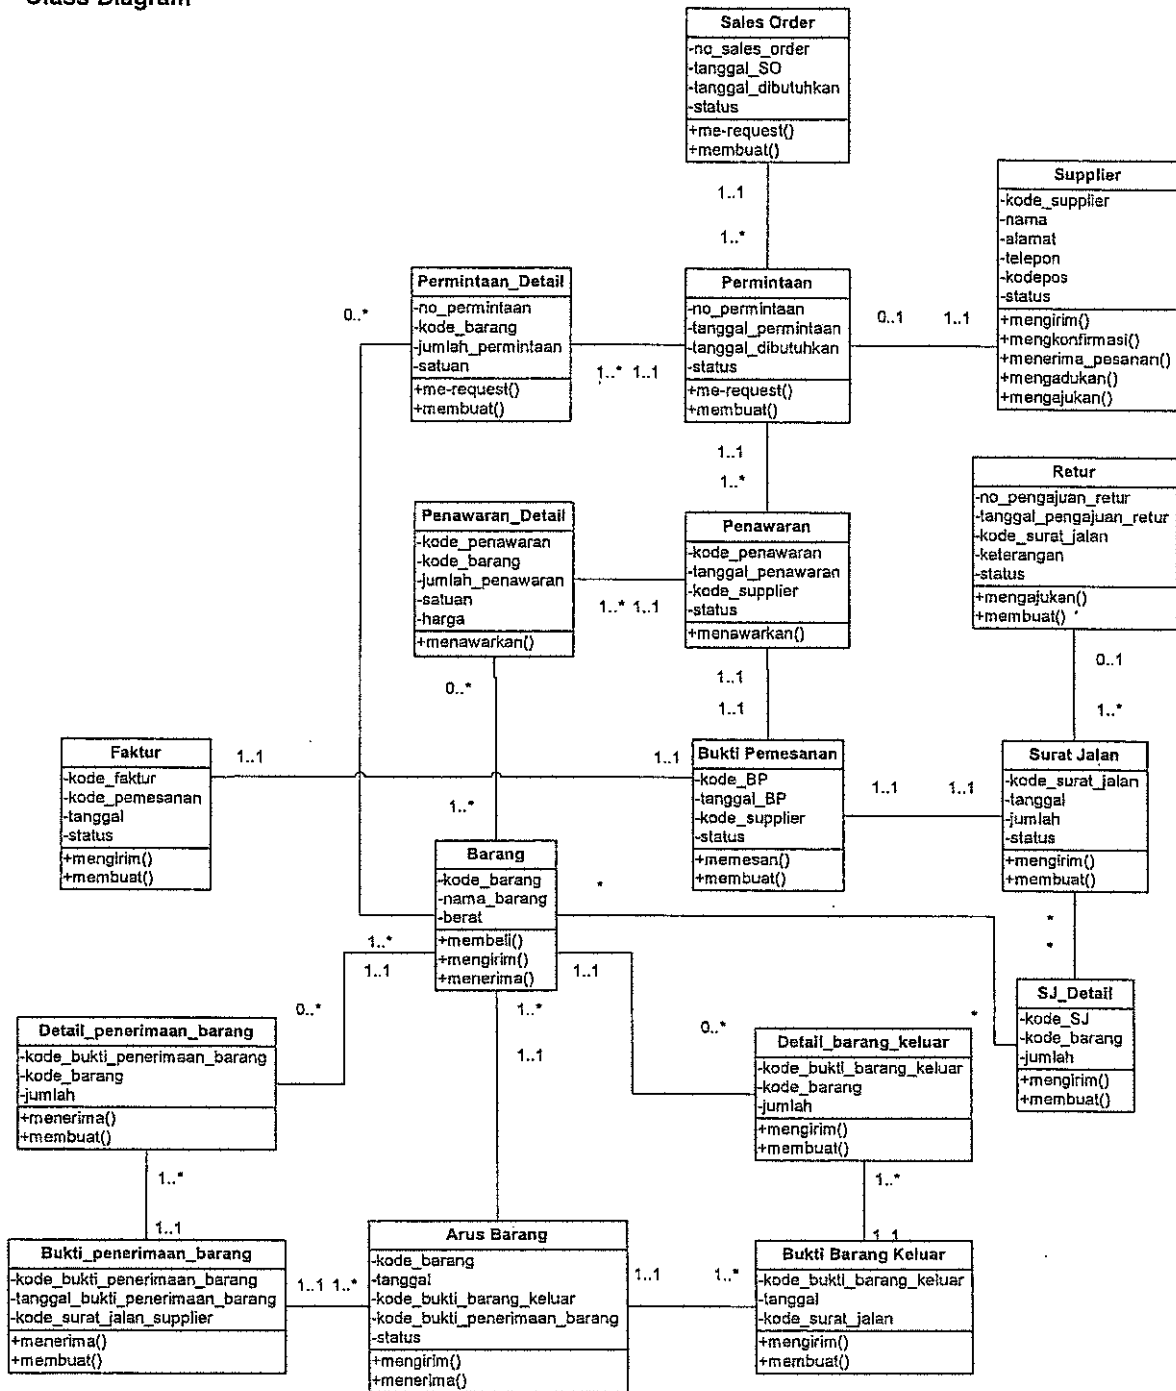 Class Diagram
Sales Order
-no_sales_order
-tanggal_SO
-tanggal_dibutuhkan
-status
+me-request()
+membuat()
1..1
1..*
Supplier
-kode_supplier
-nama
-alamat
-telepon
-kodepos
-status
+mengirim()
+mengkonfirmasi()
+menerima_pesanan()
+mengadukan()
+mengajukan()
Permintaan_Detail
-no_permintaan
-kode_barang
-jumlah_permintaan
-satuan
+me-request()
+membuat()
0..*
1..* 1..1
Permintaan
-no_permintaan
-tanggal_permintaan
-tanggal_dibutuhkan
-status
+me-request()
+membuat()
0..1 1..1
1..1
1..*
Penawaran_Detail
-kode_penawaran
-kode_barang
-jumlah_penawaran
-satuan
-harga
+menawarkan()
1..* 1..1
Penawaran
-kode_penawaran
-tanggal_penawaran
-kode_supplier
-status
+menawarkan()
Retur
-no_pengajuan_retur
-tanggal_pengajuan_retur
-kode_surat_jalan
-keterangan
-status
+mengajukan()
+membuat()
0..*
1..*
1..1
1..1
0..1
1..*
Faktur
-kode_faktur
-kode_pemesanan
-tanggal
-status
+mengirim()
+membuat()
1..1 1..1
Bukti Pemesanan
-kode_BP
-tanggal_BP
-kode_supplier
-status
+memesan()
+membuat()
1..1 1..1
Surat Jalan
-kode_surat_jalan
-tanggal
-jumlah
-status
+mengirim()
+membuat()
Barang
-kode_barang
-nama_barang
-berat
+membeli()
+mengirim()
+menerima()
*
1..*
1..1
1..1
*
*
0..*
1..*
1..1
0..*
*
SJ_Detail
-kode_SJ
-kode_barang
-jumlah
+mengirim()
+membuat()
Detail_penerimaan_barang
-kode_bukti_penerimaan_barang
-kode_barang
-jumlah
+menerima()
+membuat()
Detail_barang_keluar
-kode_bukti_barang_keluar
-kode_barang
-jumlah
+mengirim()
+membuat()
1..*
1..1
1..*
1..1
Bukti_penerimaan_barang
-kode_bukti_penerimaan_barang
-tanggal_bukti_penerimaan_barang
-kode_surat_jalan_supplier
+menerima()
+membuat()
1..1 1..*
Arus Barang
-kode_barang
-tanggal
-kode_bukti_barang_keluar
-kode_bukti_penerimaan_barang
-status
+mengirim()
+menerima()
1..1 1..*
Bukti Barang Keluar
-kode_bukti_barang_keluar
-tanggal
-kode_surat_jalan
+mengirim()
+membuat()